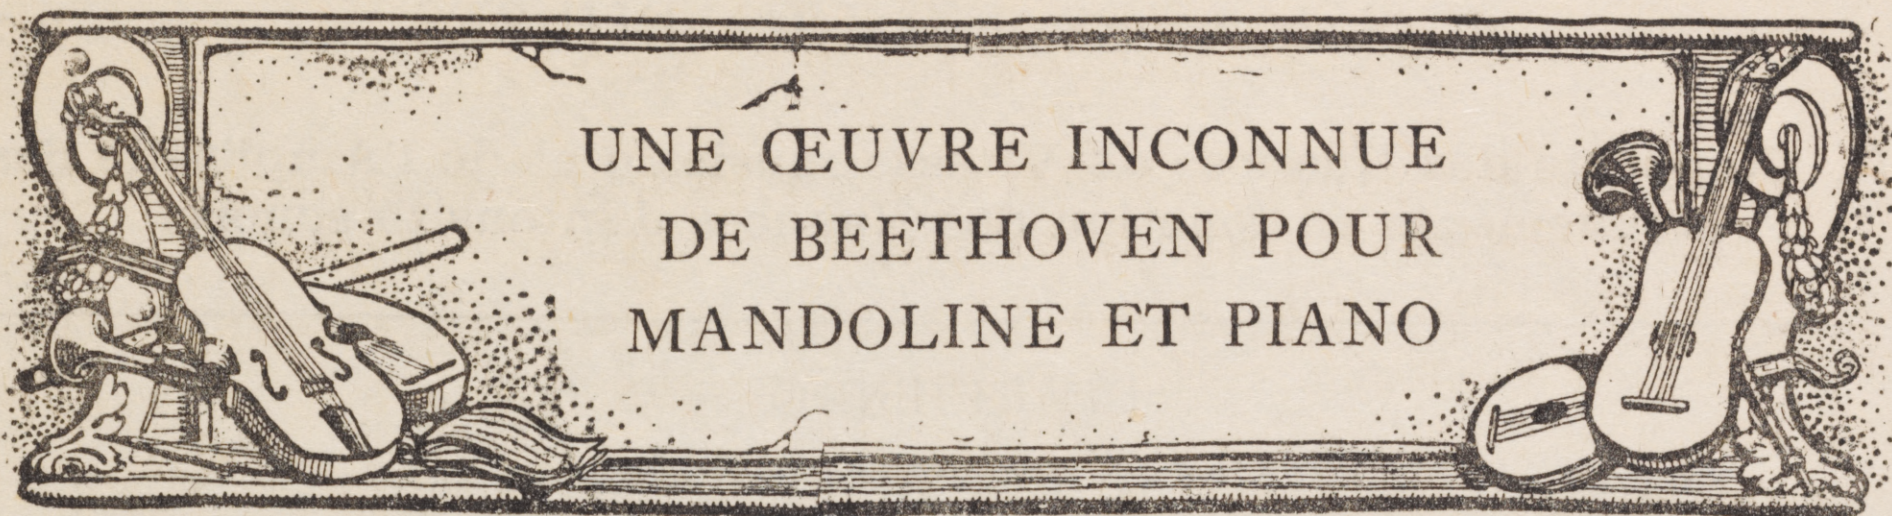 UNE ŒUVRE INCONNUE
DE BEETHOVEN POUR
MANDOLINE ET PIANO